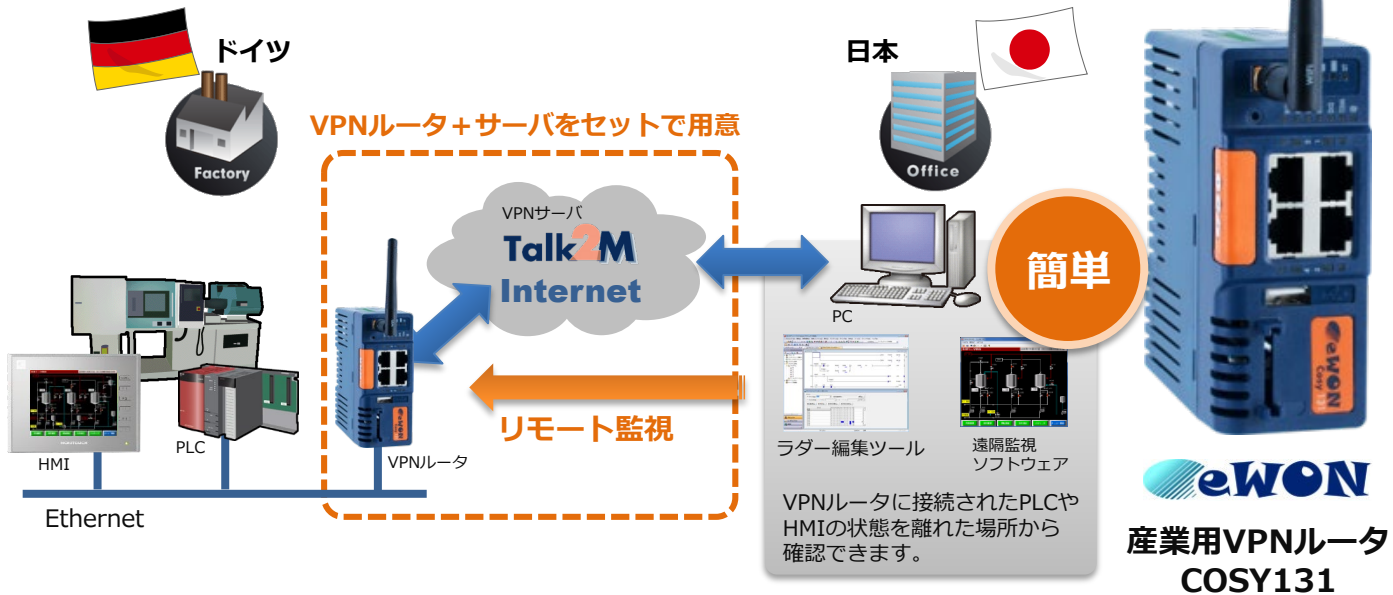 ドイツ
Factory
日本
Office
VPNルータ+サーバをセットで用意
VPNサーバ
Talk2M
Internet
PC
簡単
リモート監視
HMI
PLC
VPNルータ
Ethernet
ラダー編集ツール
遠隔監視
ソフトウェア
VPNルータに接続されたPLCや
HMIの状態を離れた場所から
確認できます。
eWON
Cosy 131
eWON
産業用VPNルータ
COSY131